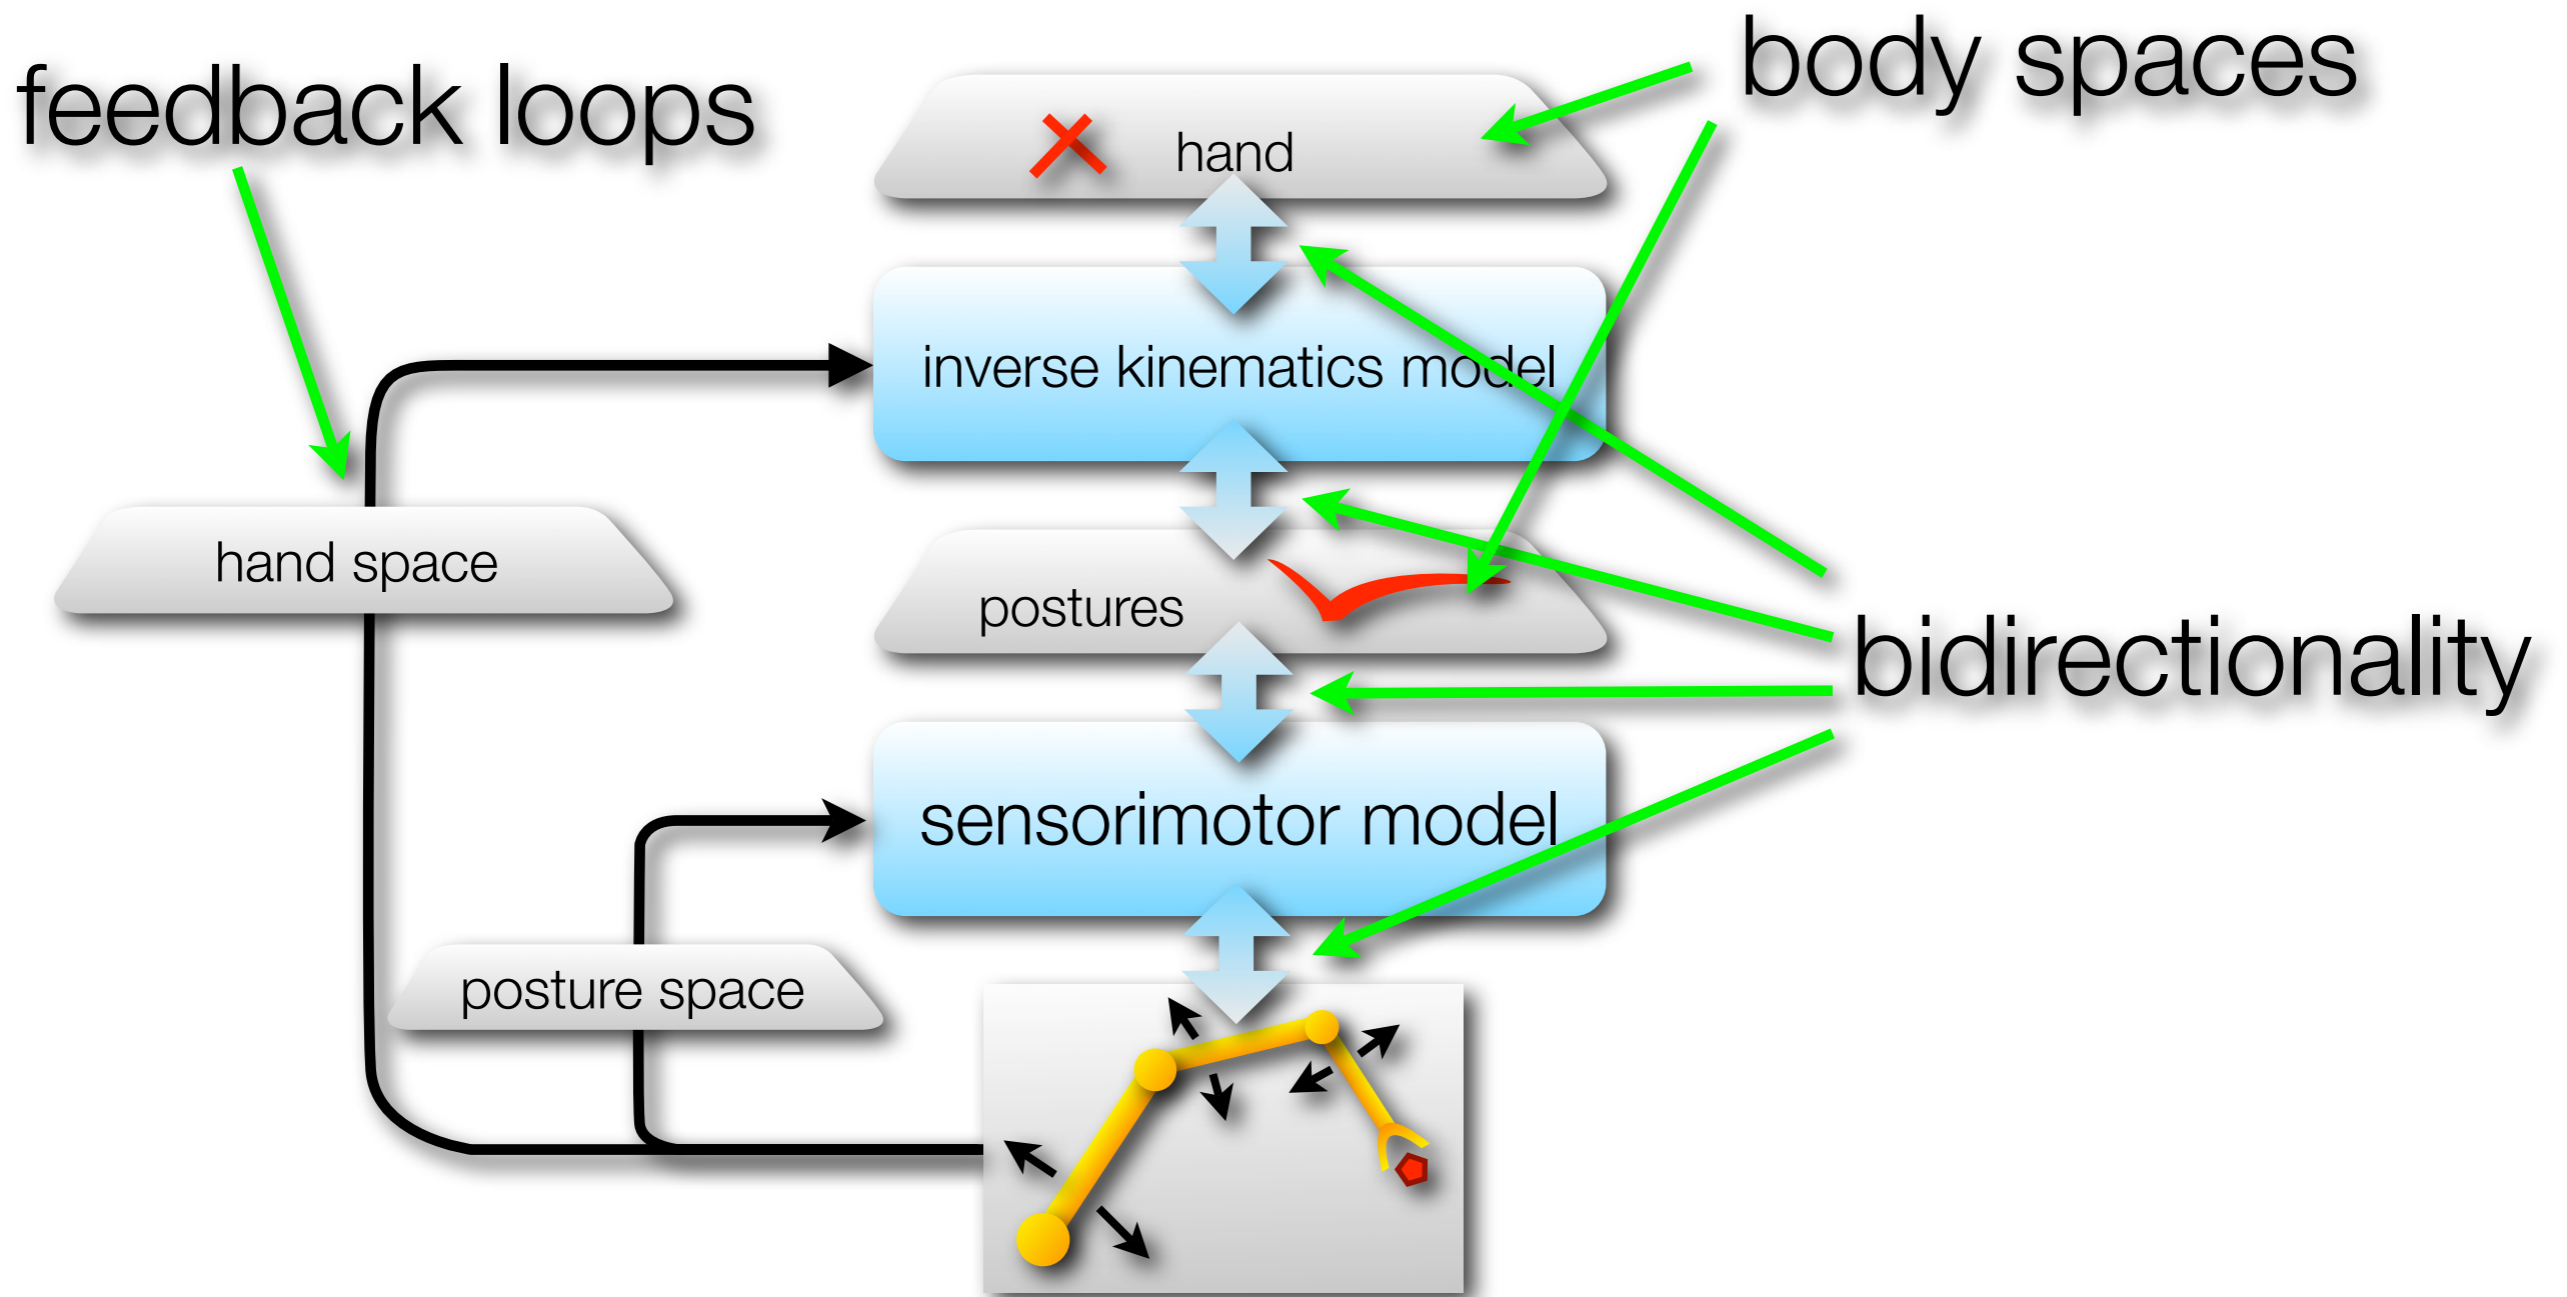 feedback loops
body spaces
hand
inverse kinematics model
hand space
postures
bidirectionality
sensorimotor model
posture space